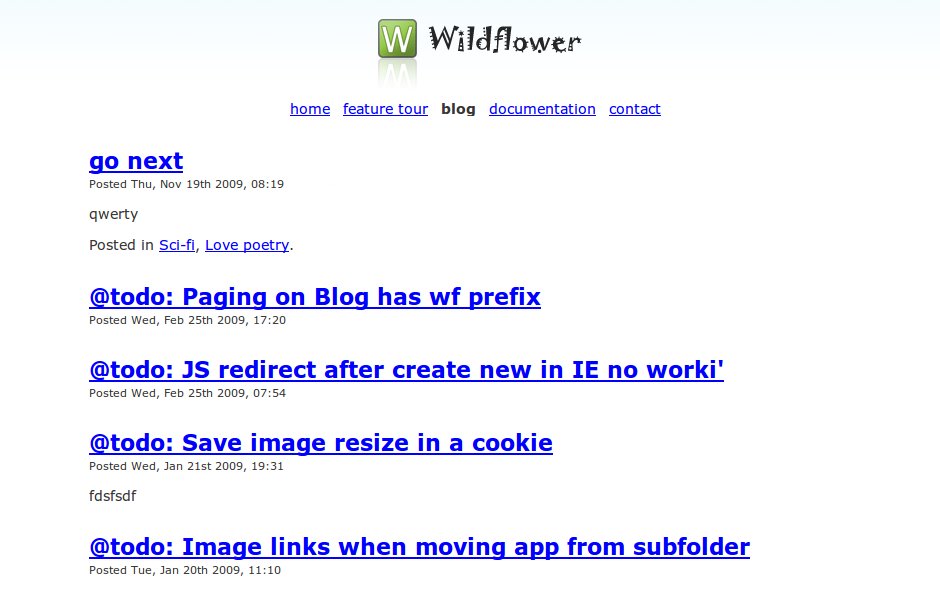 W Wildflower
home feature tour blog documentation contact
go next
Posted Thu, Nov 19th 2009, 08:19
qwerty
Posted in Sci-fi, Love poetry.
@todo: Paging on Blog has wf prefix
Posted Wed, Feb 25th 2009, 17:20
@todo: JS redirect after create new in IE no worki'
Posted Wed, Feb 25th 2009, 07:54
@todo: Save image resize in a cookie
Posted Wed, Jan 21st 2009, 19:31
fdsfsdf
@todo: Image links when moving app from subfolder
Posted Tue, Jan 20th 2009, 11:10